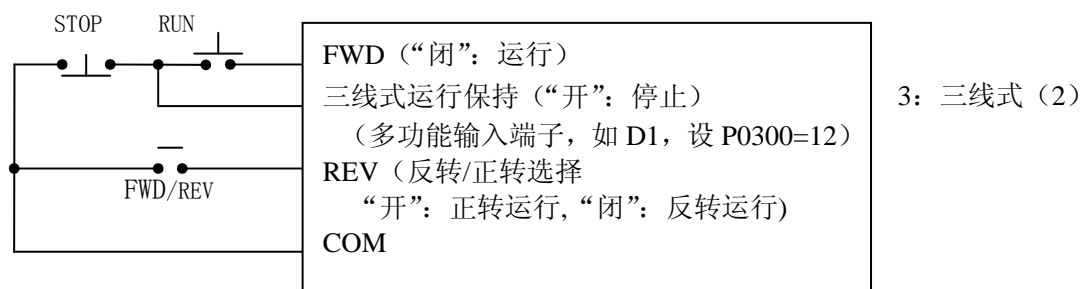 STOP RUN
FWD（“闭”：运行）
三线式运行保持（“开”：停止）
3：三线式（2）
（多功能输入端子，如 D1，设 P0300=12）
REV（反转/正转选择
FWD/REV
“开”：正转运行, “闭”：反转运行)
COM